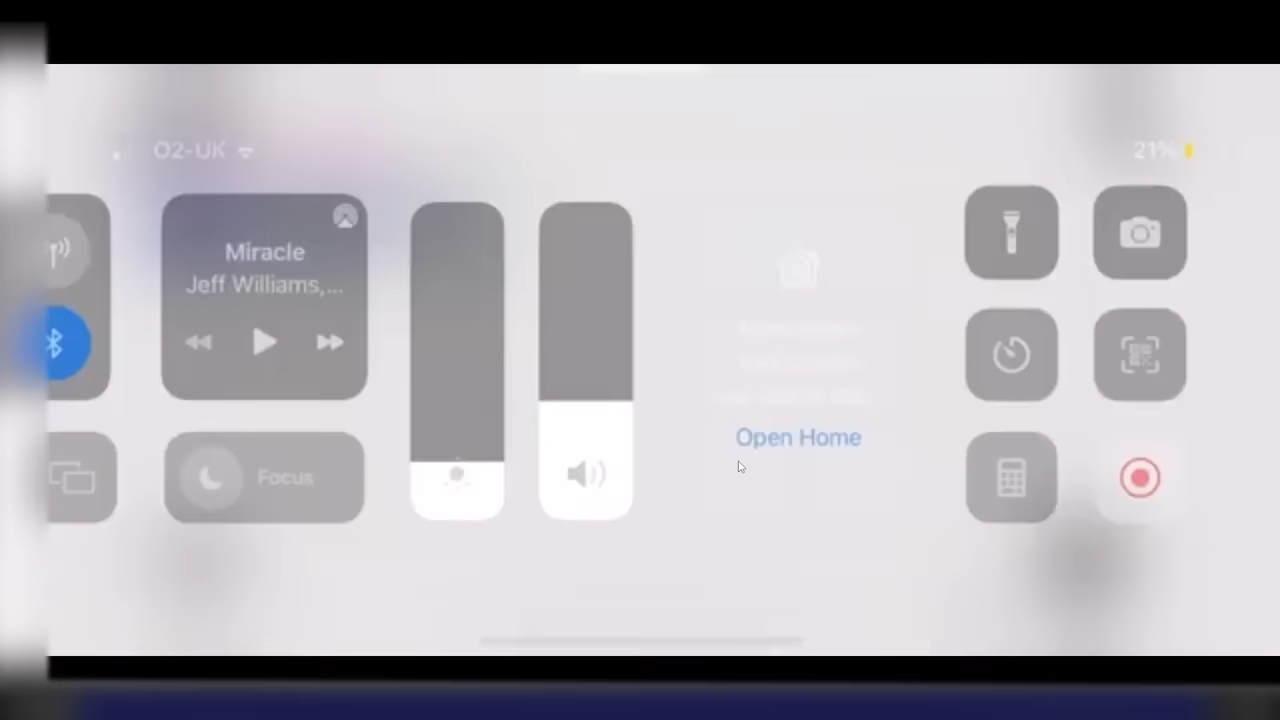 O2-UK
21%
Miracle
Jeff Williams,...
Focus
Open Home